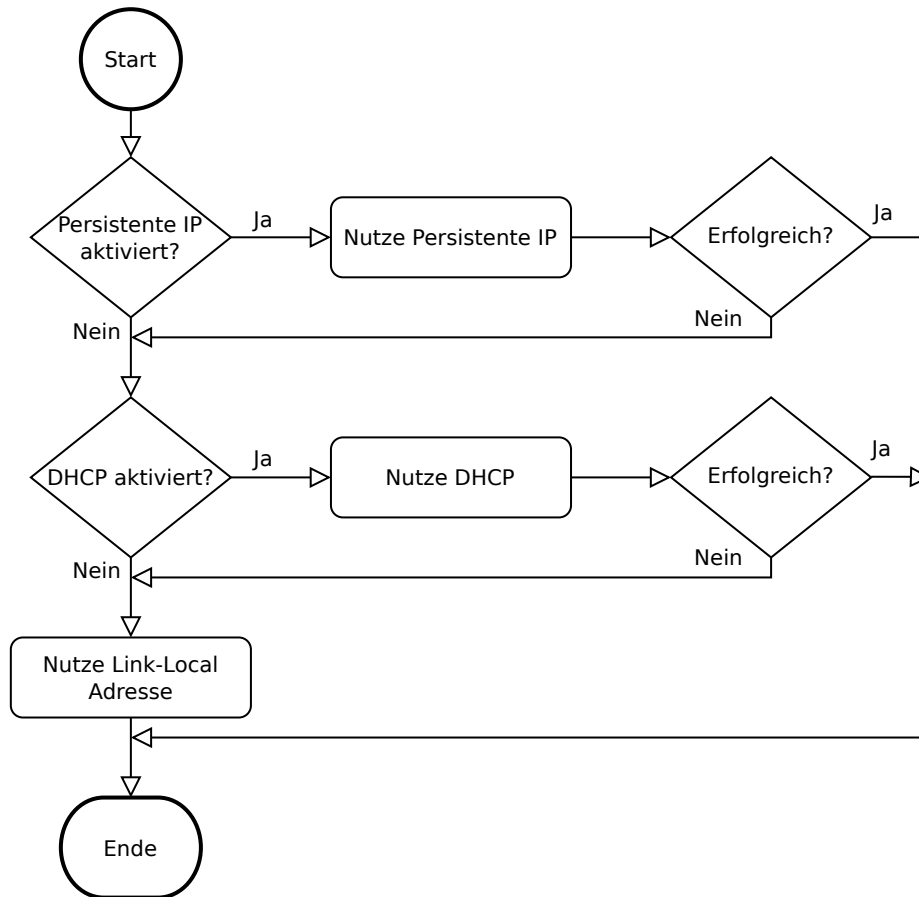 Start
Persistente IP
aktiviert?
Ja
Nutze Persistente IP
Erfolgreich?
Ja
Nein
Nein
DHCP aktiviert?
Ja
Nutze DHCP
Erfolgreich?
Ja
Nein
Nein
Nutze Link-Local
Adresse
Ende